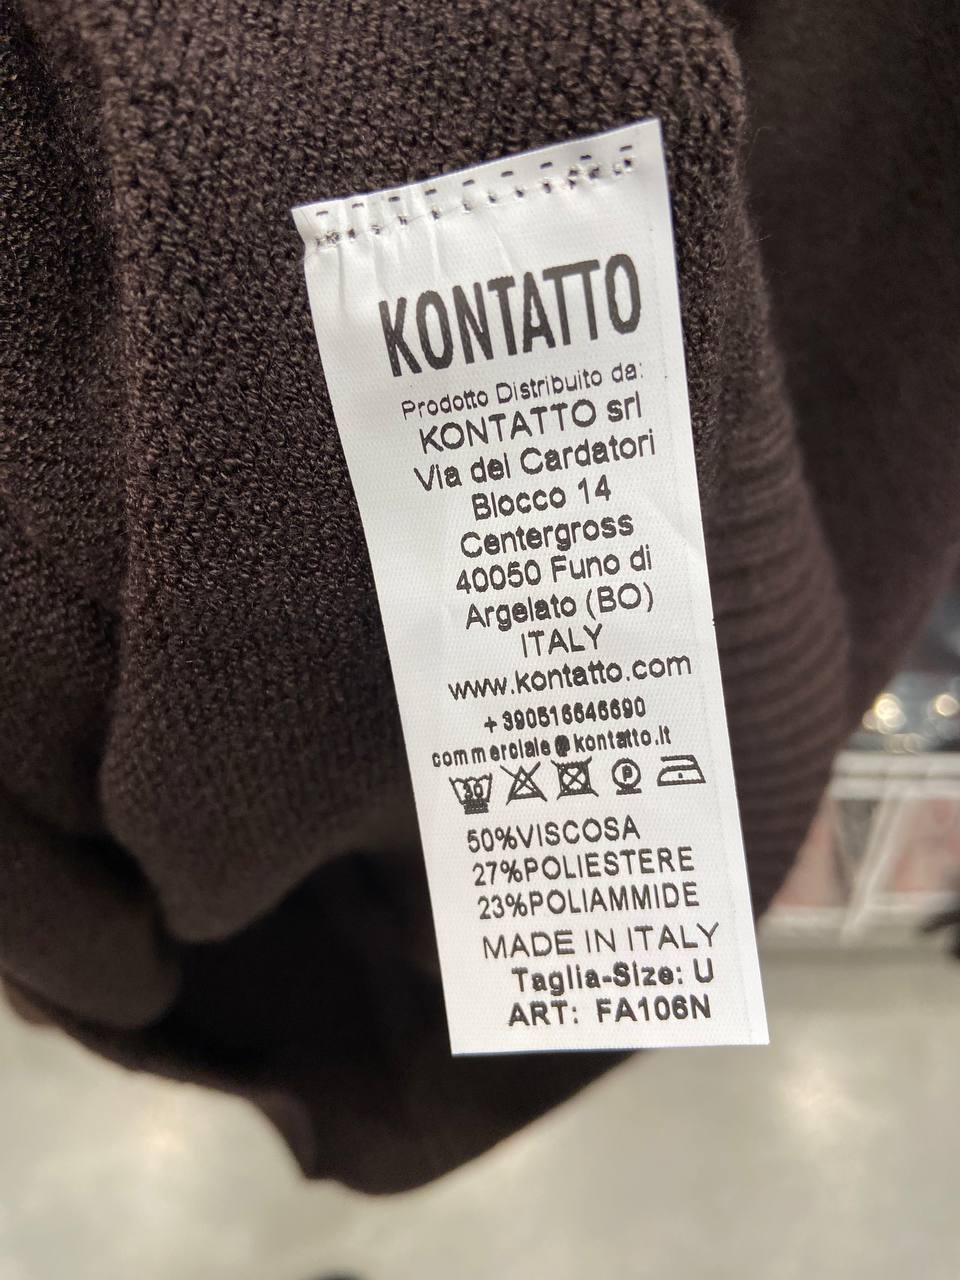 KONTATTO
Prodotto Distribuito da:
KONTATTO srl
Via dei Cardatori
Blocco 14
Centergross
40050 Funo di
Argelato (BO)
ITALY
www.kontatto.com
+390516646690
commerciale@kontatto.it
30
P
50%VISCOSA
27%POLIESTERE
23%POLIAMMIDE
MADE IN ITALY
Taglia-Size: U
ART: FA106N